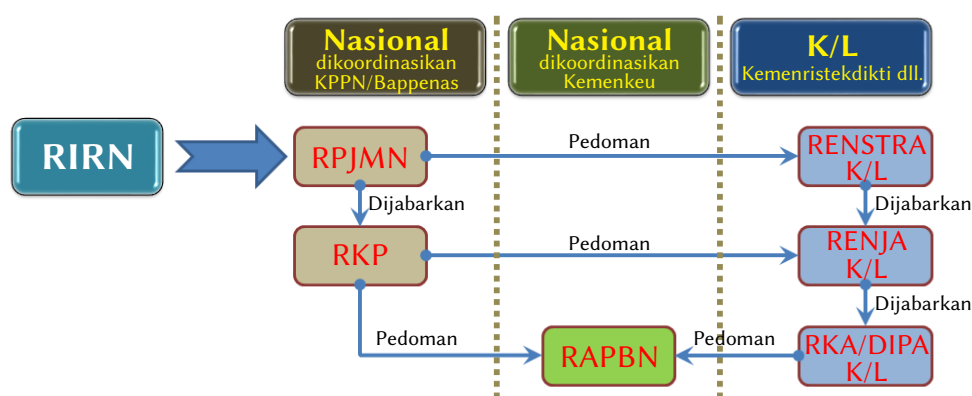 Nasional
dikoordinasikan
KPPN/Bappenas
Nasional
dikoordinasikan
Kemenkeu
K/L
Kemenristekdikti dll.
RIRN
RPJMN
Pedoman
RENSTRA
K/L
Dijabarkan
Dijabarkan
RKP
Pedoman
RENJA
K/L
Dijabarkan
Pedoman
RAPBN
Pedoman
RKA/DIPA
K/L